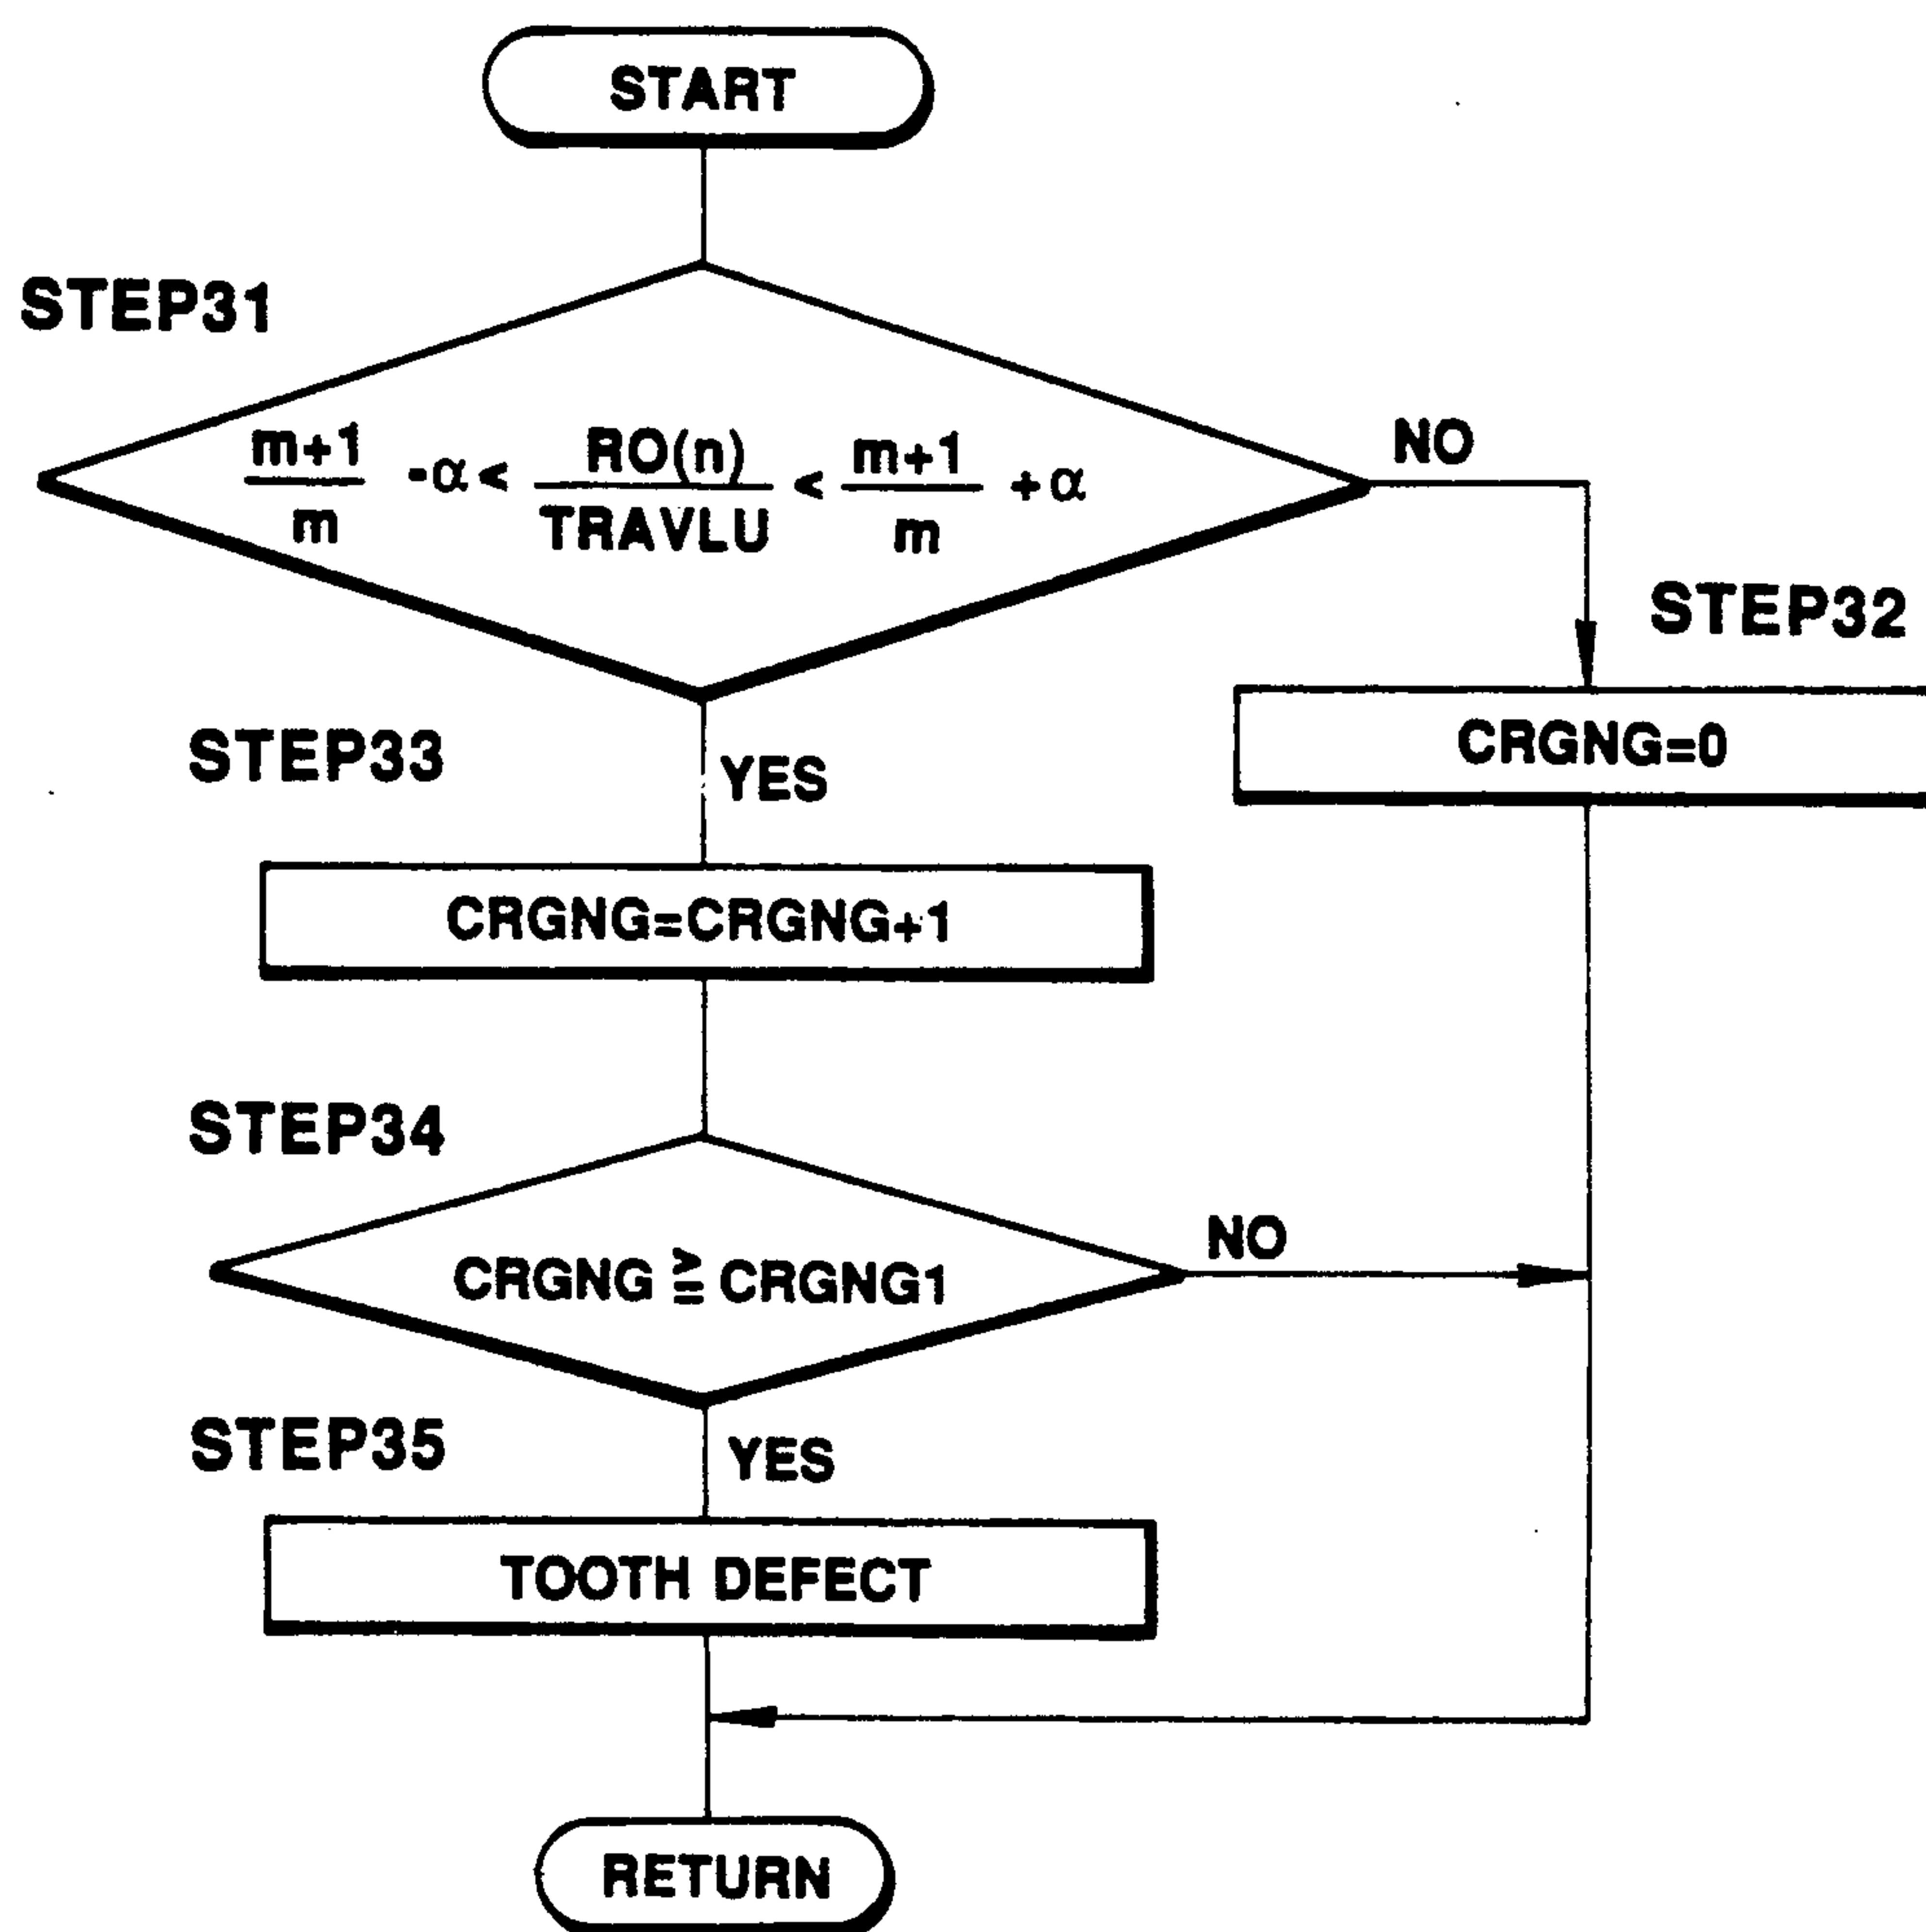 START
STEP31
m+1
m
-α<
RO(n)
TRAVLU
<
m+1
m
+α
NO
STEP32
CRGNG=0
STEP33
YES
CRGNG=CRGNG+1
STEP34
CRGNG ≧ CRGNG1
NO
STEP35
YES
TOOTH DEFECT
RETURN